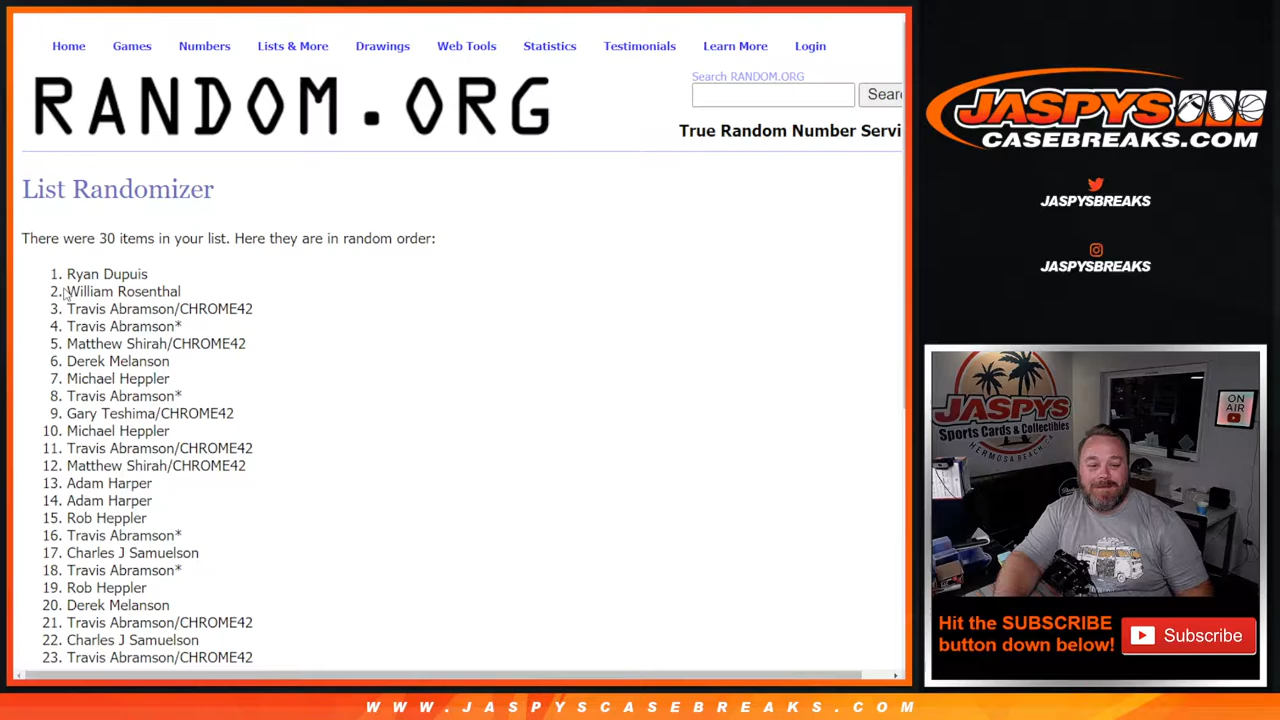 Home Games Numbers Lists & More Drawings Web Tools Statistics Testimonials Learn More Login
RANDOM.ORG
Search RANDOM.ORG
Sear
True Random Number Servi
List Randomizer
There were 30 items in your list. Here they are in random order:
1. Ryan Dupuis
2. William Rosenthal
3. Travis Abramson/CHROME42
4. Travis Abramson*
5. Matthew Shirah/CHROME42
6. Derek Melanson
7. Michael Heppler
8. Travis Abramson*
9. Gary Teshima/CHROME42
10. Michael Heppler
11. Travis Abramson/CHROME42
12. Matthew Shirah/CHROME42
13. Adam Harper
14. Adam Harper
15. Rob Heppler
16. Travis Abramson*
17. Charles J Samuelson
18. Travis Abramson*
19. Rob Heppler
20. Derek Melanson
21. Travis Abramson/CHROME42
22. Charles J Samuelson
23. Travis Abramson/CHROME42
JASPYS
CASEBREAKS.COM
JASPYSBREAKS
JASPYSBREAKS
JASPYS
Sports Cards & Collectibles
HERMOSA BEACH, CA
ON
AIR
Hit the SUBSCRIBE
button down below!
Subscribe
WWW.JASPYSCASEBREAKS.COM